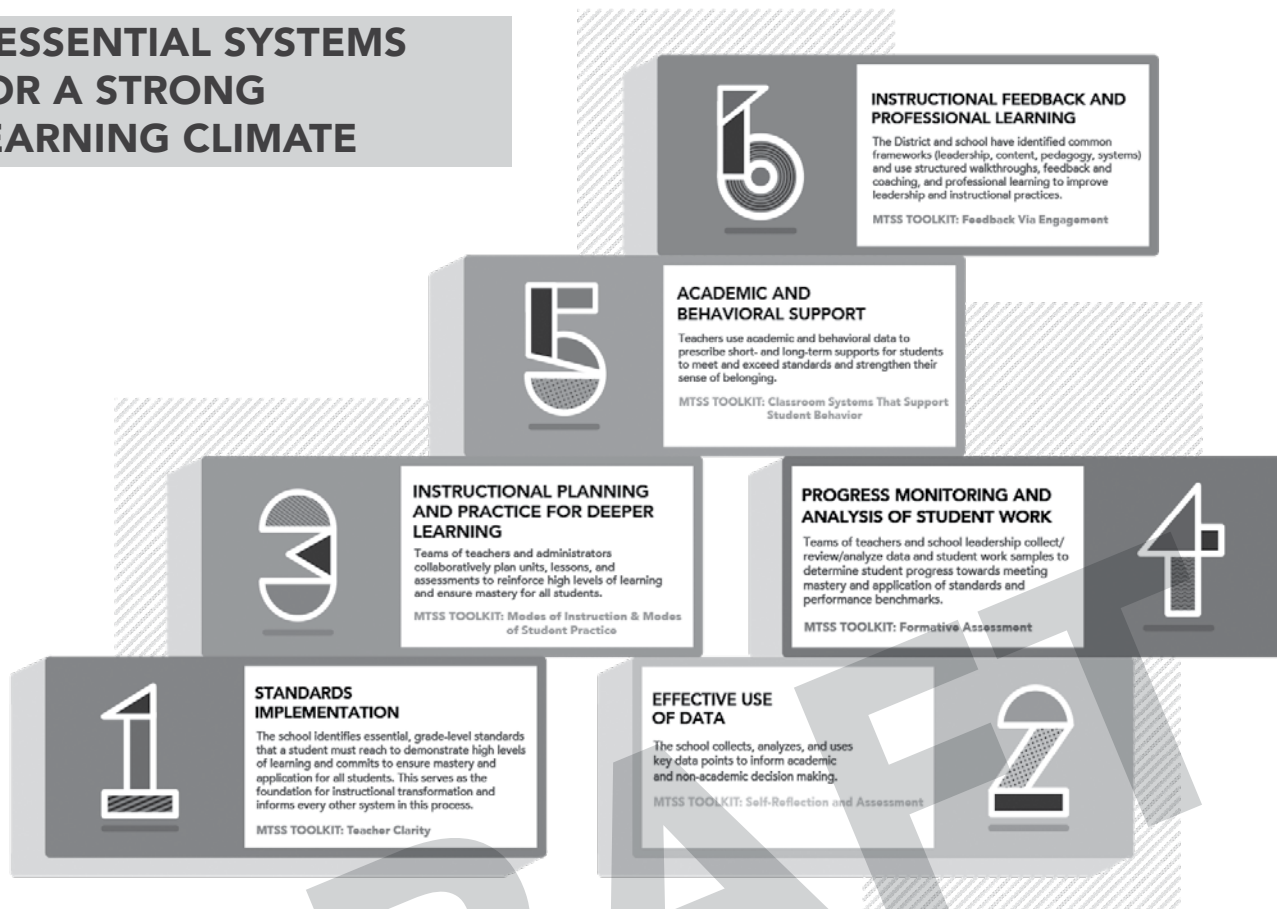 ESSENTIAL SYSTEMS
OR A STRONG
EARNING CLIMATE
6
INSTRUCTIONAL FEEDBACK AND
PROFESSIONAL LEARNING
The District and school have identified common
frameworks (leadership, content, pedagogy, systems)
and use structured walkthroughs, feedback and
coaching, and professional learning to improve
leadership and instructional practices.
MTSS TOOLKIT: Feedback Via Engagement
5
ACADEMIC AND
BEHAVIORAL SUPPORT
Teachers use academic and behavioral data to
prescribe short- and long-term supports for students
to meet and exceed standards and strengthen their
sense of belonging.
MTSS TOOLKIT: Classroom Systems That Support
Student Behavior
3
INSTRUCTIONAL PLANNING
AND PRACTICE FOR DEEPER
LEARNING
Teams of teachers and administrators
collaboratively plan units, lessons, and
assessments to reinforce high levels of learning
and ensure mastery for all students.
MTSS TOOLKIT: Modes of Instruction & Modes
of Student Practice
PROGRESS MONITORING AND
ANALYSIS OF STUDENT WORK
Teams of teachers and school leadership collect/
review/analyze data and student work samples to
determine student progress towards meeting
mastery and application of standards and
performance benchmarks.
MTSS TOOLKIT: Formative Assessment
4
1
STANDARDS
IMPLEMENTATION
The school identifies essential, grade-level standards
that a student must reach to demonstrate high levels
of learning and commits to ensure mastery and
application for all students. This serves as the
foundation for instructional transformation and
informs every other system in this process.
MTSS TOOLKIT: Teacher Clarity
EFFECTIVE USE
OF DATA
The school collects, analyzes, and uses
key data points to inform academic
and non-academic decision making.
MTSS TOOLKIT: Self-Reflection and Assessment
2
RAFT